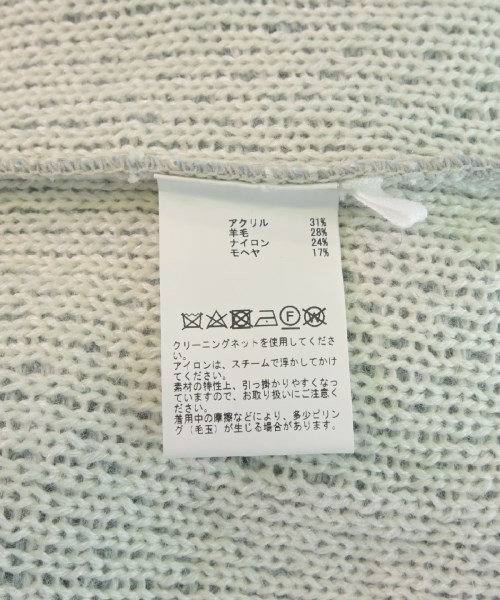 アクリル 31%
羊毛 28%
ナイロン 24%
モヘヤ 17%
クリーニングネットを使用してくださ
い。
アイロンは、スチームで浮かしてかけ
てください。
素材の特性上、引っ掛かりやすくなっ
ていますので、お取り扱いにご注意く
ださい。
着用中の摩擦などにより、多少ピリン
グ（毛玉）が生じる場合があります。